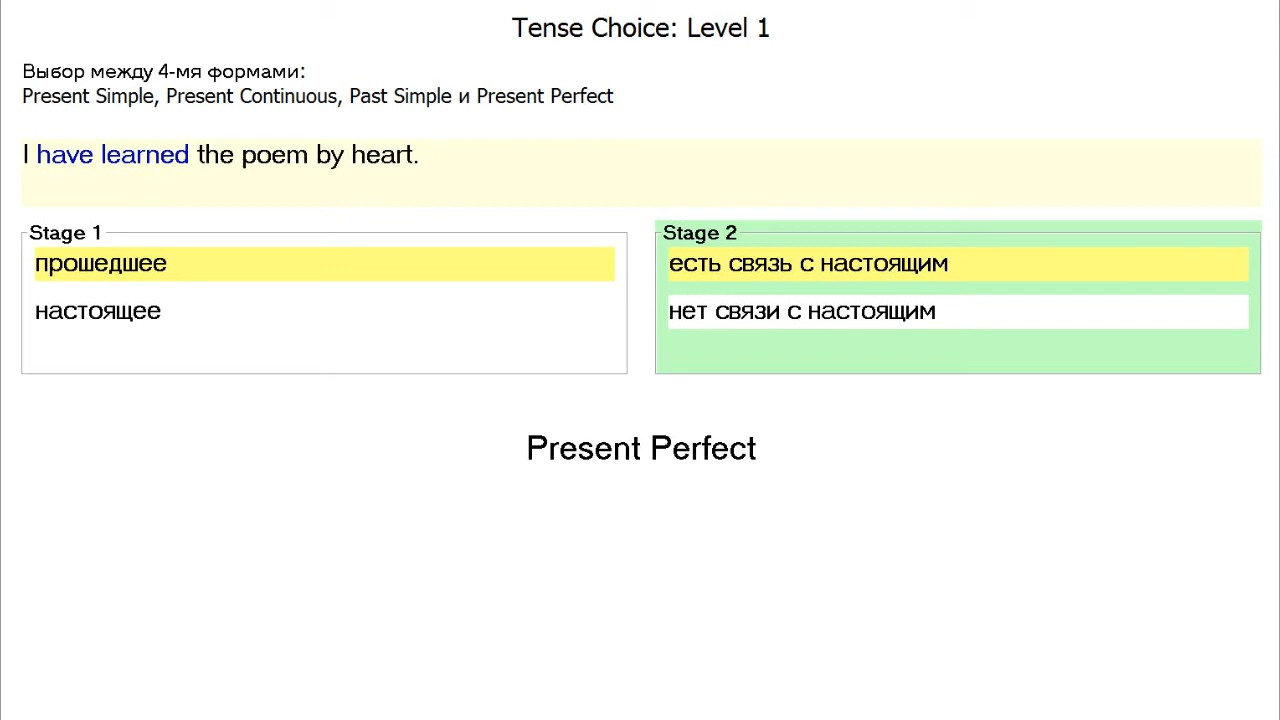 Tense Choice: Level 1
Выбор между 4-мя формами:
Present Simple, Present Continuous, Past Simple и Present Perfect
I have learned the poem by heart.
Stage 1
прошедшее
настоящее
Stage 2
есть связь с настоящим
нет связи с настоящим
Present Perfect